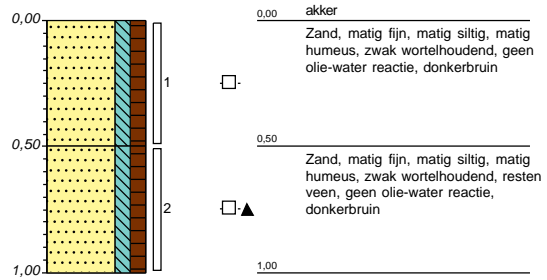 akker
0,00
0,00
Zand, matig fijn, matig siltig, matig
humeus, zwak wortelhoudend, geen
olie-water reactie, donkerbruin
1
0,50
0,50
Zand, matig fijn, matig siltig, matig
humeus, zwak wortelhoudend, resten
veen, geen olie-water reactie,
donkerbruin
2
1,00
1,00